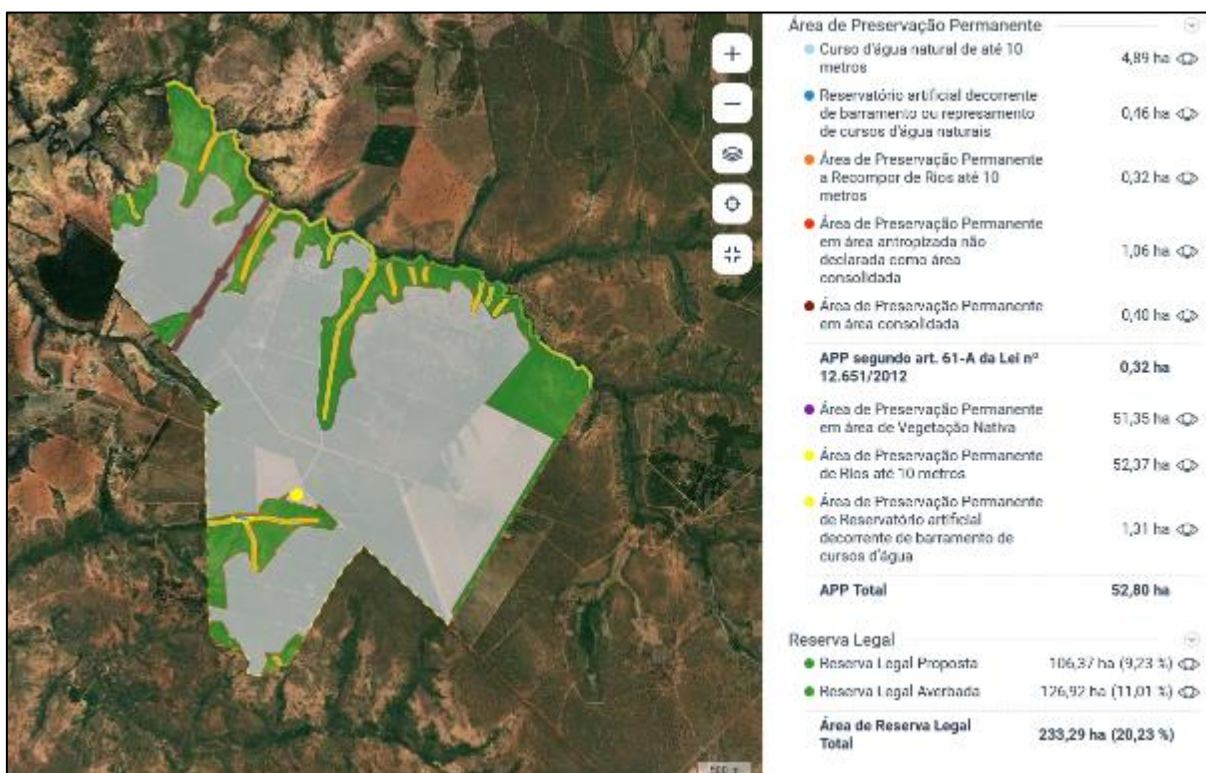 Área de Preservação Permanente
Curso d'água natural de até 10
metros
4,89 ha
Reservatório artificial decorrente
de barramento ou represamento
de cursos d'água naturais
0,46 ha
Área de Preservação Permanente
a Recompor de Rios até 10
metros
0,32 ha
Área de Preservação Permanente
em área antropizada não
declarada como área
consolidada
1,06 ha
Área de Preservação Permanente
em área consolidada
0,40 ha
APP segundo art. 61-A da Lei nº
12.651/2012
0,32 ha
Área de Preservação Permanente
em área de Vegetação Nativa
51,35 ha
Área de Preservação Permanente
de Rios até 10 metros
52,37 ha
Área de Preservação Permanente
de Reservatório artificial
decorrente de barramento de
cursos d'água
1,31 ha
APP Total
52,80 ha
Reserva Legal
Reserva Legal Proposta
106,37 ha (9,23 %)
Reserva Legal Averbada
126,92 ha (11,01 %)
Área de Reserva Legal
Total
233,29 ha (20,23 %)